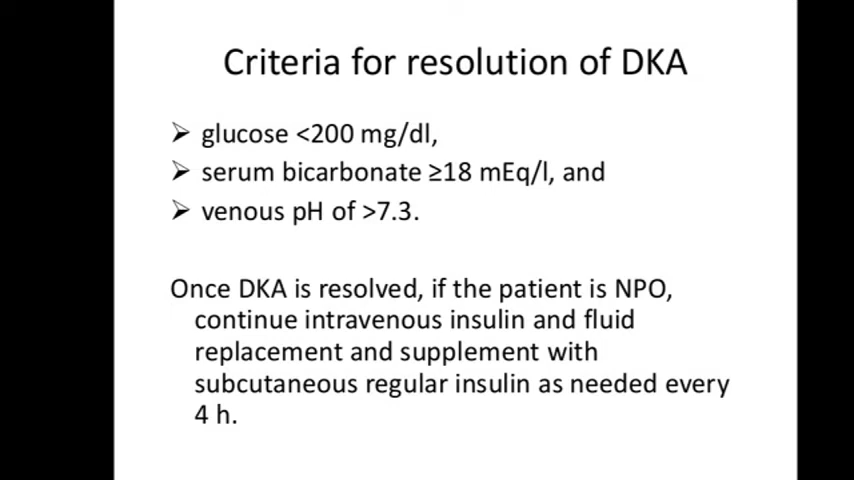 Criteria for resolution of DKA
➢ glucose <200 mg/dl,
➢ serum bicarbonate ≥18 mEq/l, and
➢ venous pH of >7.3.
Once DKA is resolved, if the patient is NPO,
continue intravenous insulin and fluid
replacement and supplement with
subcutaneous regular insulin as needed every
4 h.